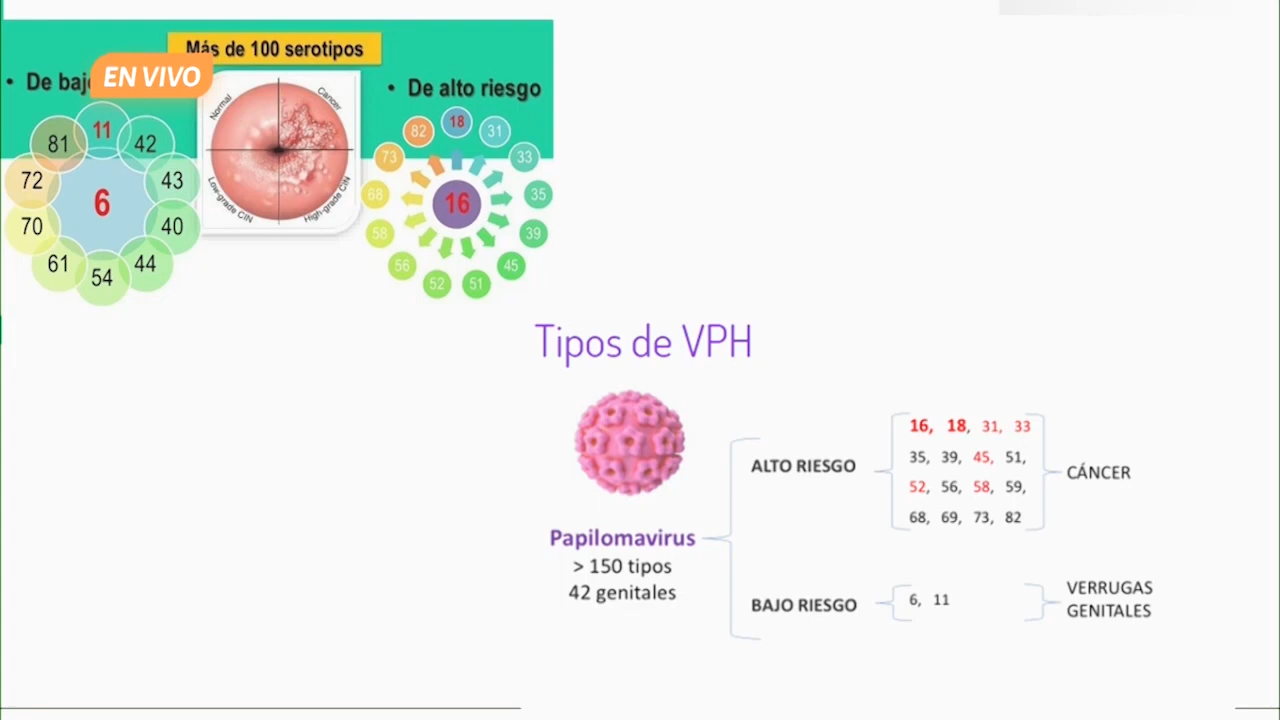 Más de 100 serotipos
• De baj
EN VIVO
• De alto riesgo
Normal
Cancer
Low-grade CIN
High-grade CIN
11
81
42
72
43
6
70
40
61
44
54
18
82
31
73
33
68
35
16
58
39
56
45
52
51
Tipos de VPH
Papilomavirus
> 150 tipos
42 genitales
ALTO RIESGO
16, 18, 31, 33
35, 39, 45, 51,
52, 56, 58, 59,
68, 69, 73, 82
CÁNCER
BAJO RIESGO
6, 11
VERRUGAS
GENITALES